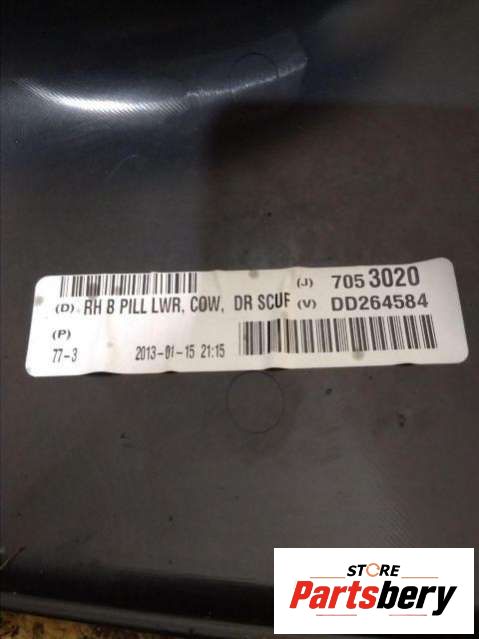 (J) 7053020
(D) RH B PILL LWR, COW, DR SCUF (V) DD264584
(P)
77-3 2013-01-15 21:15
STORE
Partsbery